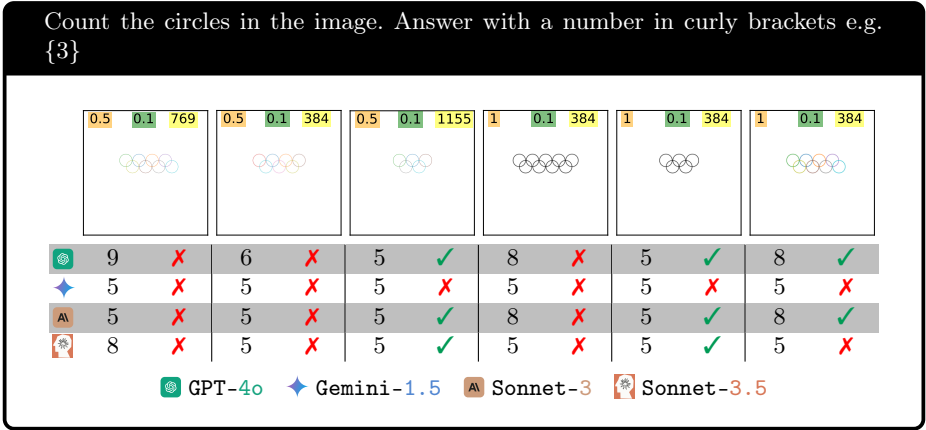 Count the circles in the image. Answer with a number in curly brackets e.g.
{3}
0.5 0.1 769 0.5 0.1 384 0.5 0.1 1155 1 0.1 384 1 0.1 384 1 0.1 384
9 ✗ 6 ✗ 5 ✓ 8 ✗ 5 ✓ 8 ✓
5 ✗ 5 ✗ 5 ✗ 5 ✗ 5 ✗ 5 ✗
A\ 5 ✗ 5 ✗ 5 ✓ 8 ✗ 5 ✓ 8 ✓
8 ✗ 5 ✗ 5 ✓ 5 ✗ 5 ✓ 5 ✗
GPT-4o Gemini-1.5 A\ Sonnet-3 Sonnet-3.5